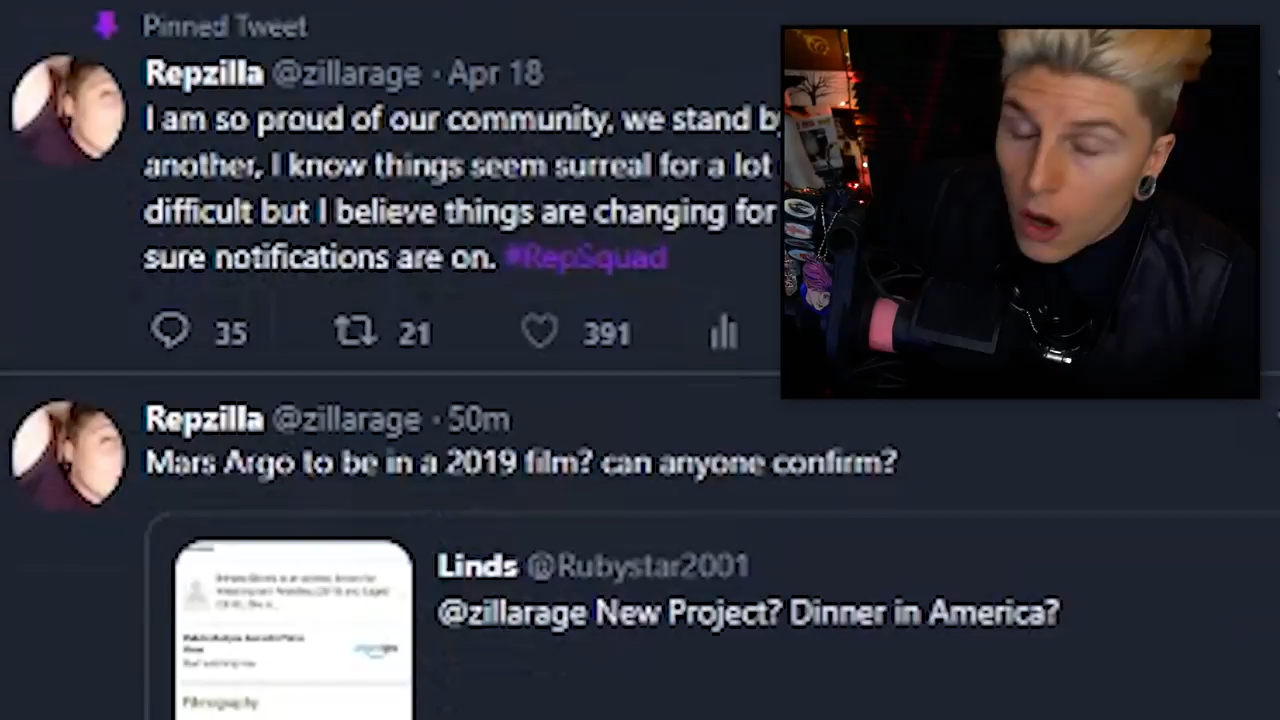 Pinned Tweet
Repzilla @zillarage · Apr 18
I am so proud of our community, we stand by
another, I know things seem surreal for a lot
difficult but I believe things are changing for
sure notifications are on. #RepSquad
35 21 391
Repzilla @zillarage · 50m
Mars Argo to be in a 2019 film? can anyone confirm?
Linds @Rubystar2001
@zillarage New Project? Dinner in America?
Filmography